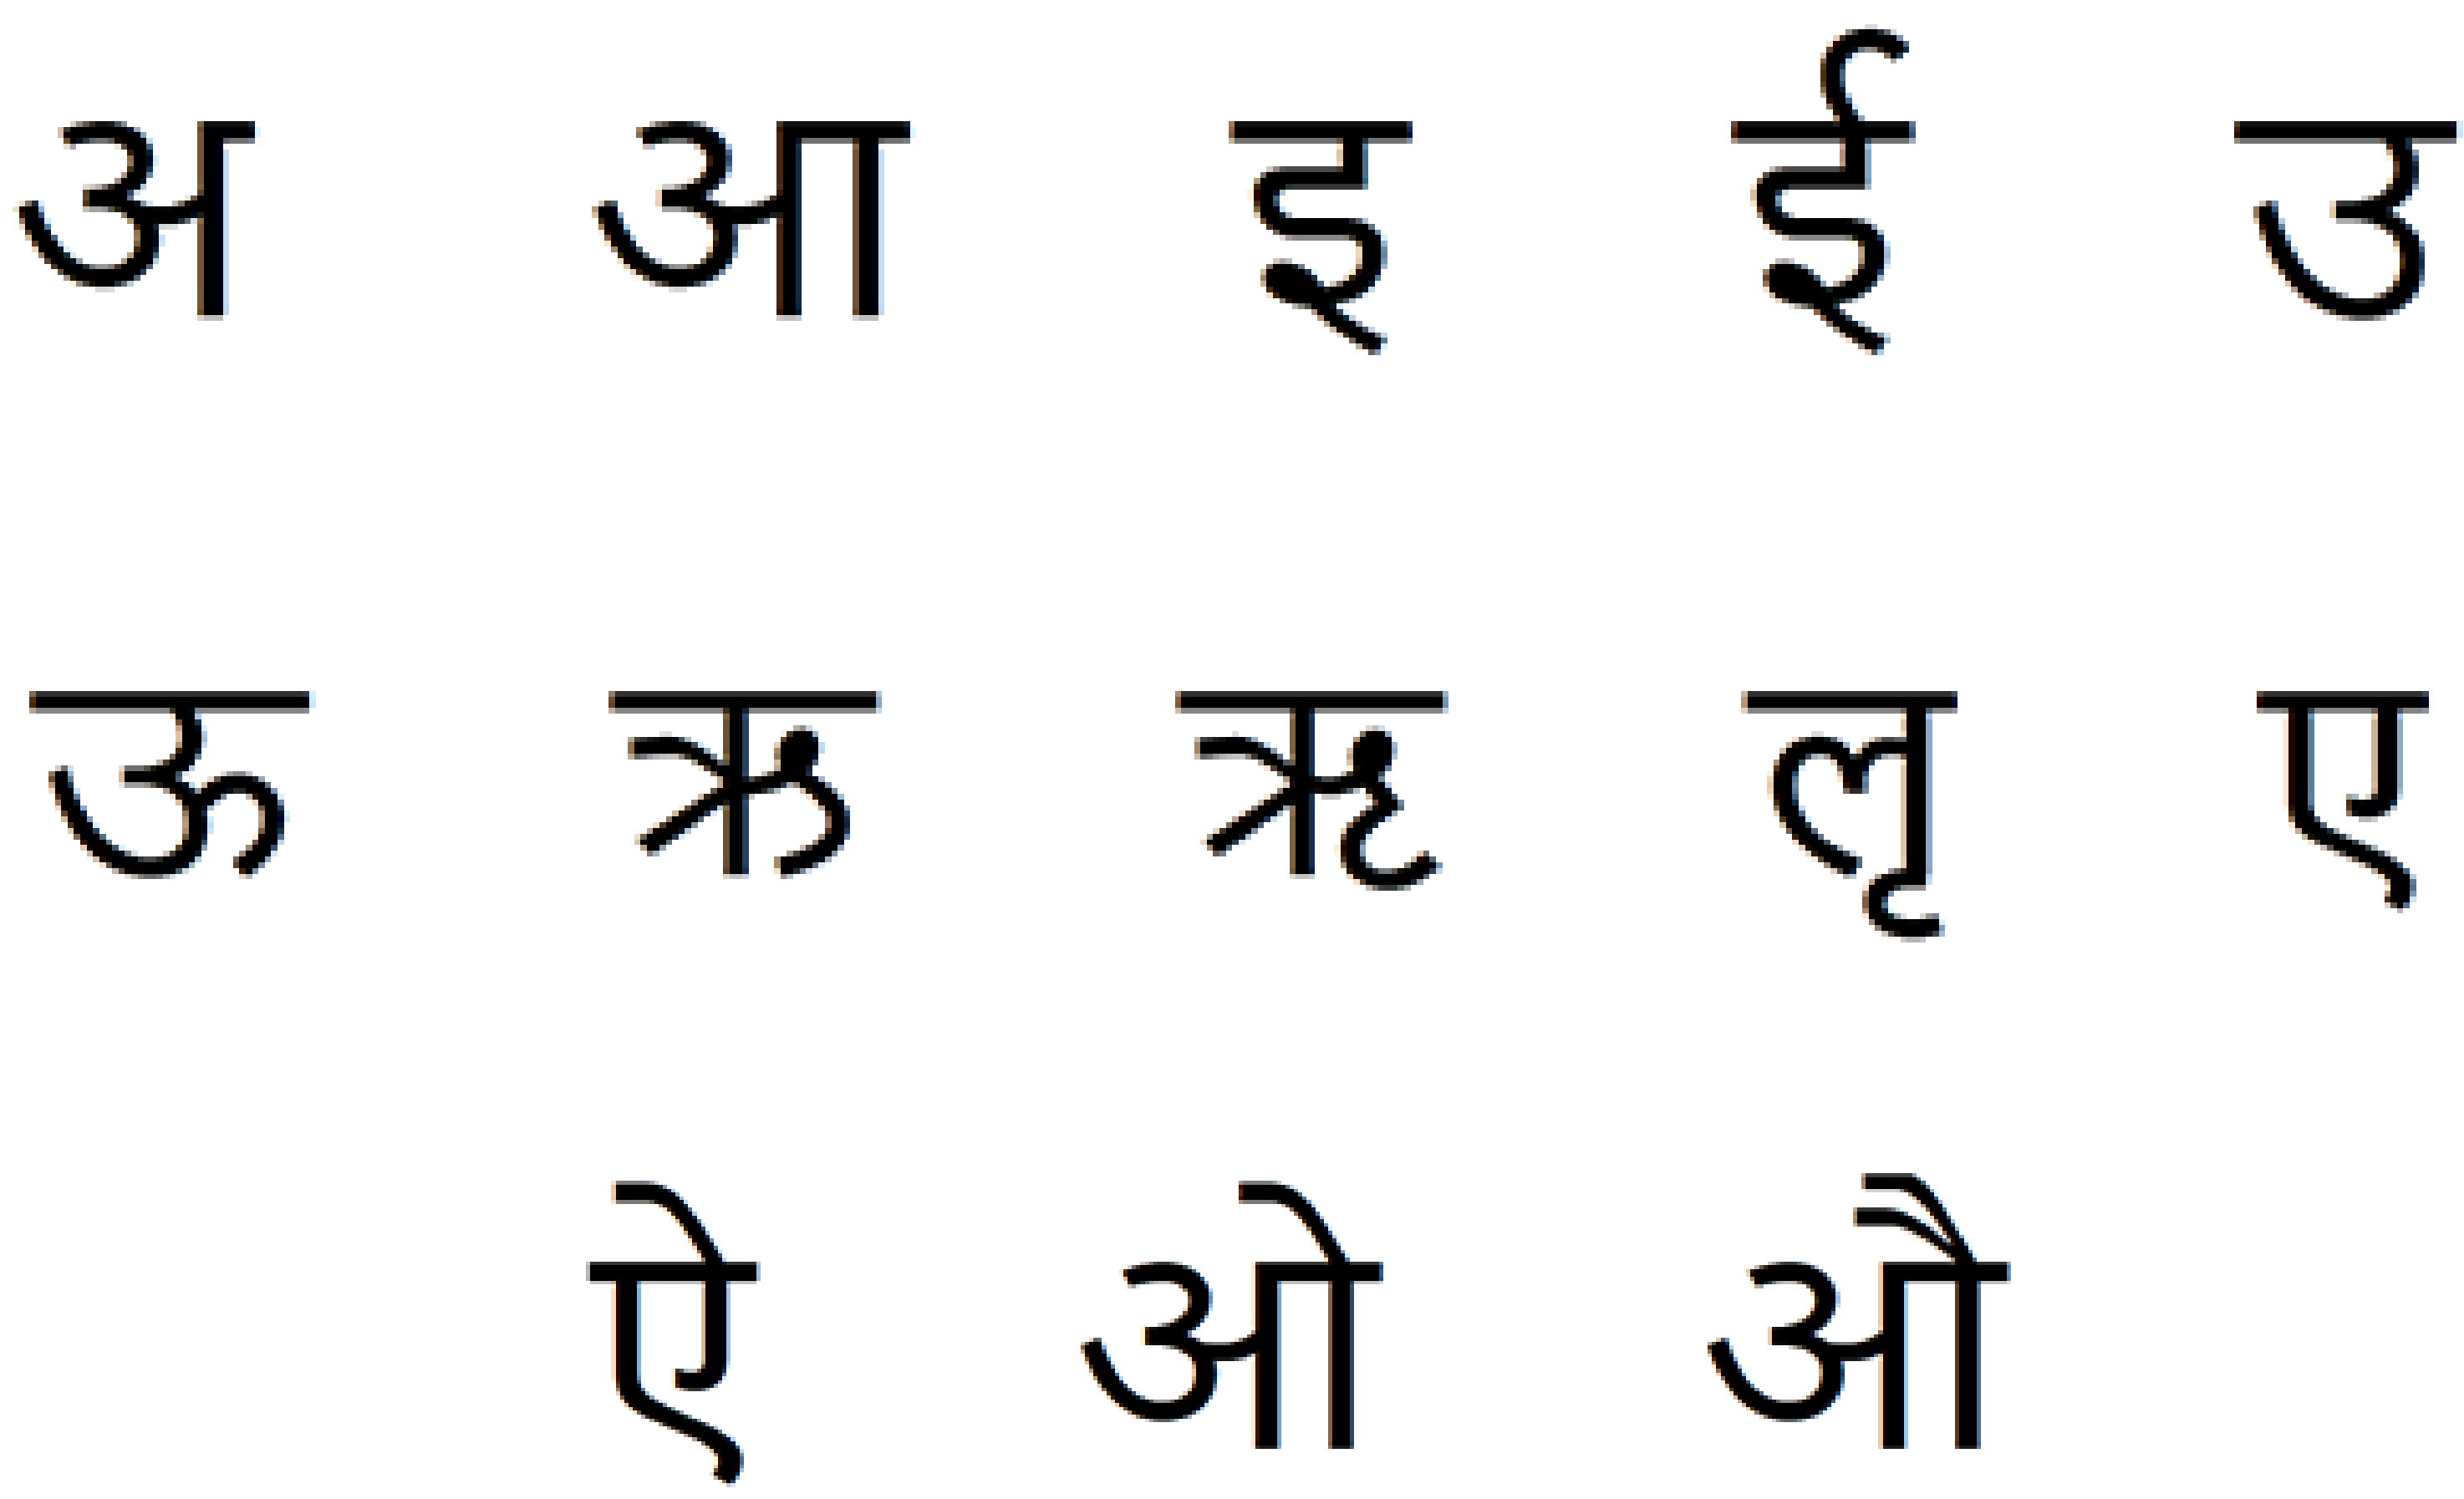 अ आ इ ई उ
ऊ ऋ ॠ ऌ ए
ऐ ओ औ